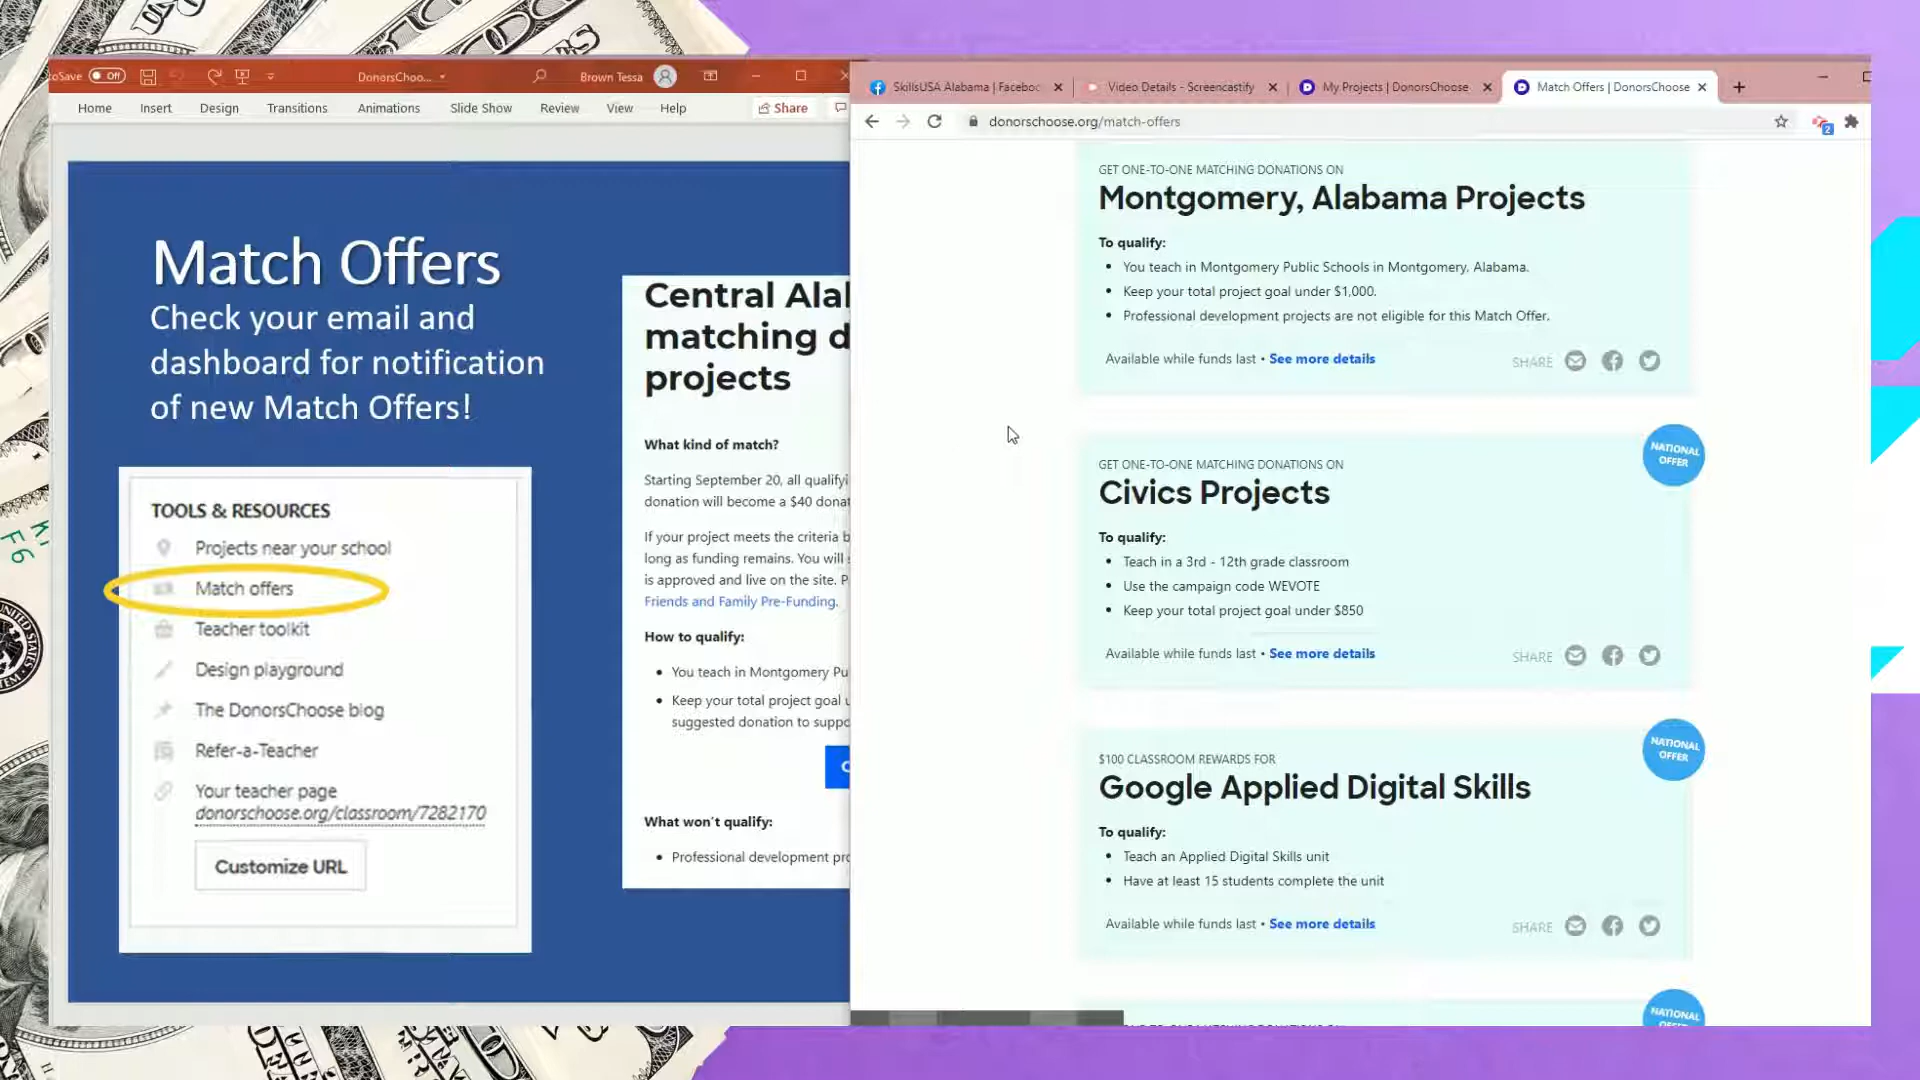 oSave
Off
DonorsChoo...
Brown Tessa
Home
Insert
Design
Transitions
Animations
Slide Show
Review
View
Help
Share
Match Offers
Check your email and
dashboard for notification
of new Match Offers!
TOOLS & RESOURCES
Projects near your school
Match offers
Teacher toolkit
Design playground
The DonorsChoose blog
Refer-a-Teacher
Your teacher page
donorschoose.org/classroom/7282170
Customize URL
Central Ala
matching d
projects
What kind of match?
Starting September 20, all qualifyi
donation will become a $40 donat
If your project meets the criteria b
long as funding remains. You will
is approved and live on the site. P
Friends and Family Pre-Funding.
How to qualify:
• You teach in Montgomery Pu
• Keep your total project goal u
suggested donation to suppo
What won't qualify:
• Professional development pro
SkillsUSA Alabama | Faceboo
Video Details - Screencastify
My Projects | DonorsChoose
Match Offers | DonorsChoose
donorschoose.org/match-offers
2
GET ONE-TO-ONE MATCHING DONATIONS ON
Montgomery, Alabama Projects
To qualify:
• You teach in Montgomery Public Schools in Montgomery, Alabama.
• Keep your total project goal under $1,000.
• Professional development projects are not eligible for this Match Offer.
Available while funds last • See more details
SHARE
NATIONAL
OFFER
GET ONE-TO-ONE MATCHING DONATIONS ON
Civics Projects
To qualify:
• Teach in a 3rd - 12th grade classroom
• Use the campaign code WEVOTE
• Keep your total project goal under $850
Available while funds last • See more details
SHARE
NATIONAL
OFFER
$100 CLASSROOM REWARDS FOR
Google Applied Digital Skills
To qualify:
• Teach an Applied Digital Skills unit
• Have at least 15 students complete the unit
Available while funds last • See more details
SHARE
NATIONAL
OFFER
F6